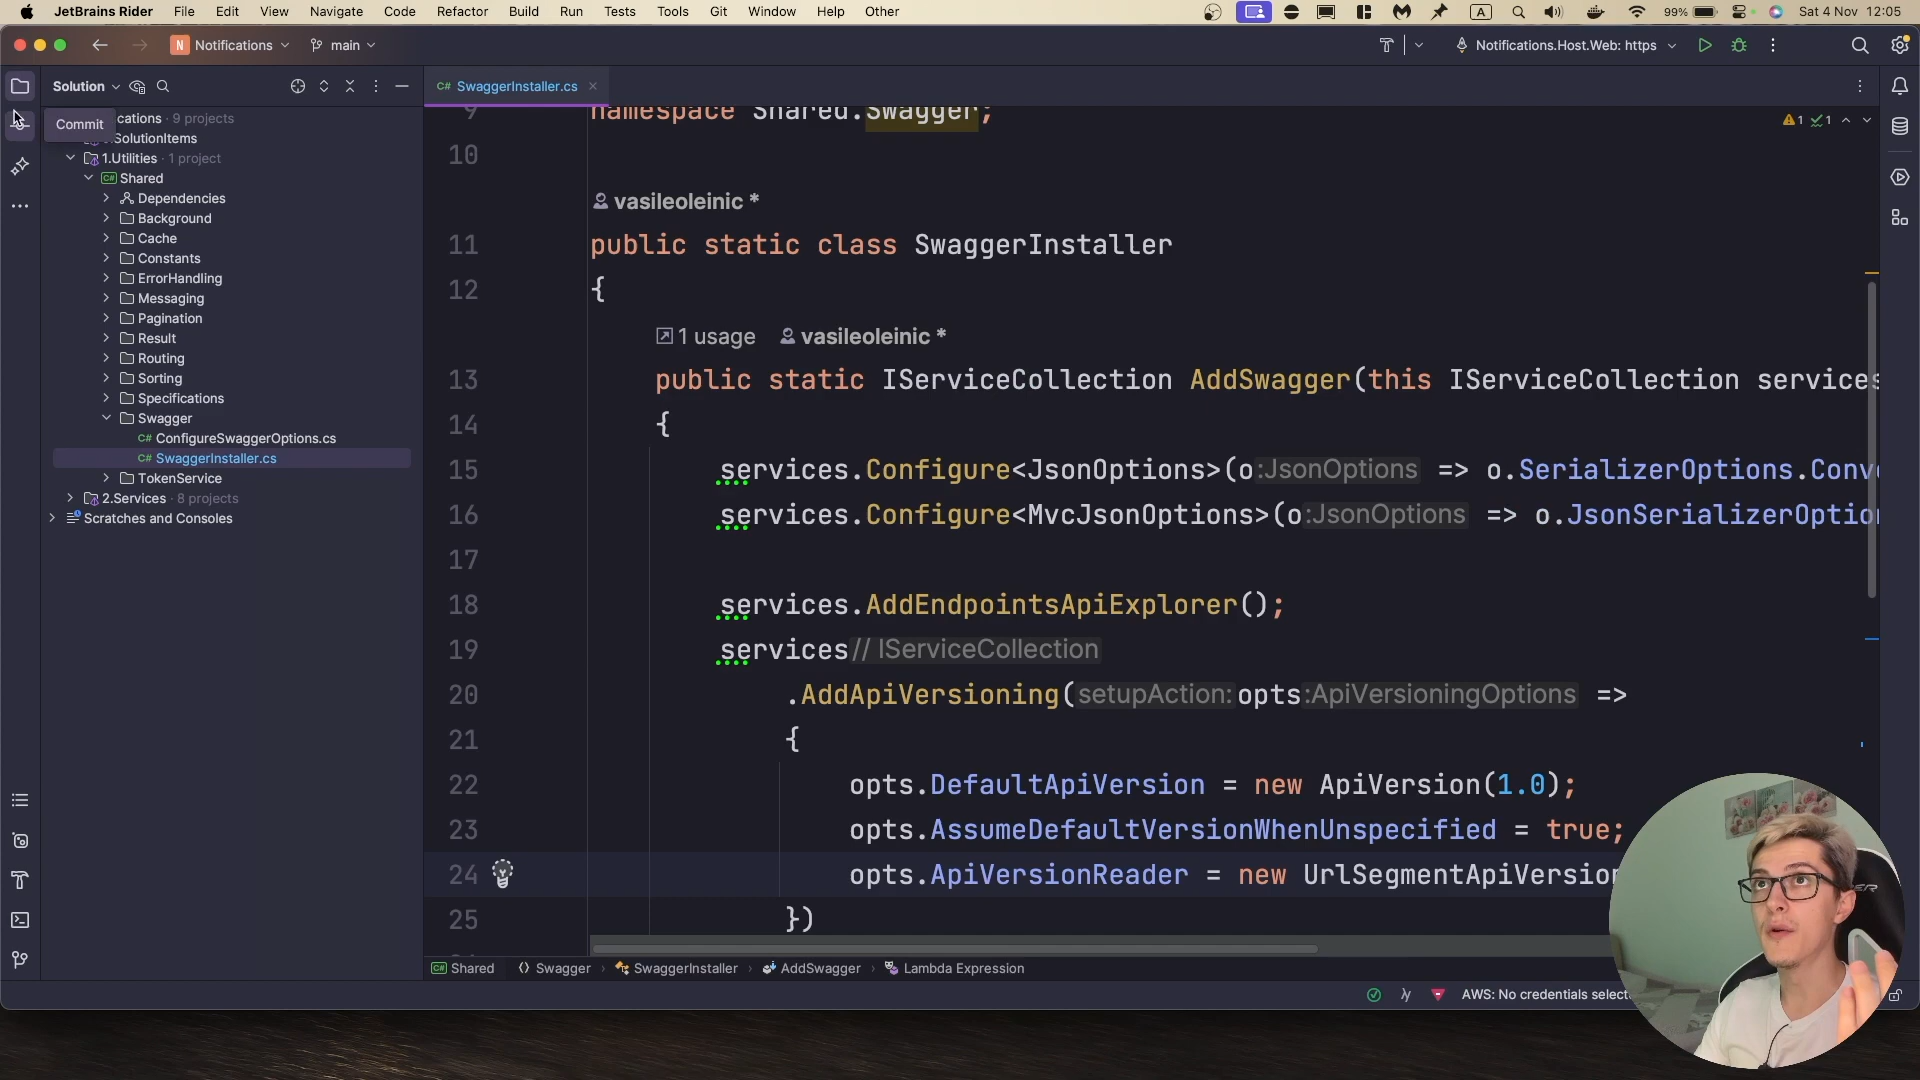 JetBrains Rider File Edit View Navigate Code Refactor Build Run Tests Tools Git Window Help Other
A 99% Sat 4 Nov 12:05
N Notifications main
Notifications.Host.Web: https
Solution
C# SwaggerInstaller.cs
cations · 9 projects
Commit
SolutionItems
1.Utilities · 1 project
C# Shared
Dependencies
Background
Cache
Constants
ErrorHandling
Messaging
Pagination
Result
Routing
Sorting
Specifications
Swagger
C# ConfigureSwaggerOptions.cs
C# SwaggerInstaller.cs
TokenService
2.Services · 8 projects
Scratches and Consoles
1 1
9 namespace Shared.Swagger;
10
vasileoleinic *
11 public static class SwaggerInstaller
12 {
1 usage vasileoleinic *
13 public static IServiceCollection AddSwagger(this IServiceCollection services
14 {
15 services.Configure<JsonOptions>(o:JsonOptions => o.SerializerOptions.Conv
16 services.Configure<MvcJsonOptions>(o:JsonOptions => o.JsonSerializerOptio
17
18 services.AddEndpointsApiExplorer();
19 services// IServiceCollection
20 .AddApiVersioning(setupAction:opts:ApiVersioningOptions =>
21 {
22 opts.DefaultApiVersion = new ApiVersion(1.0);
23 opts.AssumeDefaultVersionWhenUnspecified = true;
24 opts.ApiVersionReader = new UrlSegmentApiVersion
25 })
C# Shared Swagger SwaggerInstaller AddSwagger Lambda Expression
AWS: No credentials select